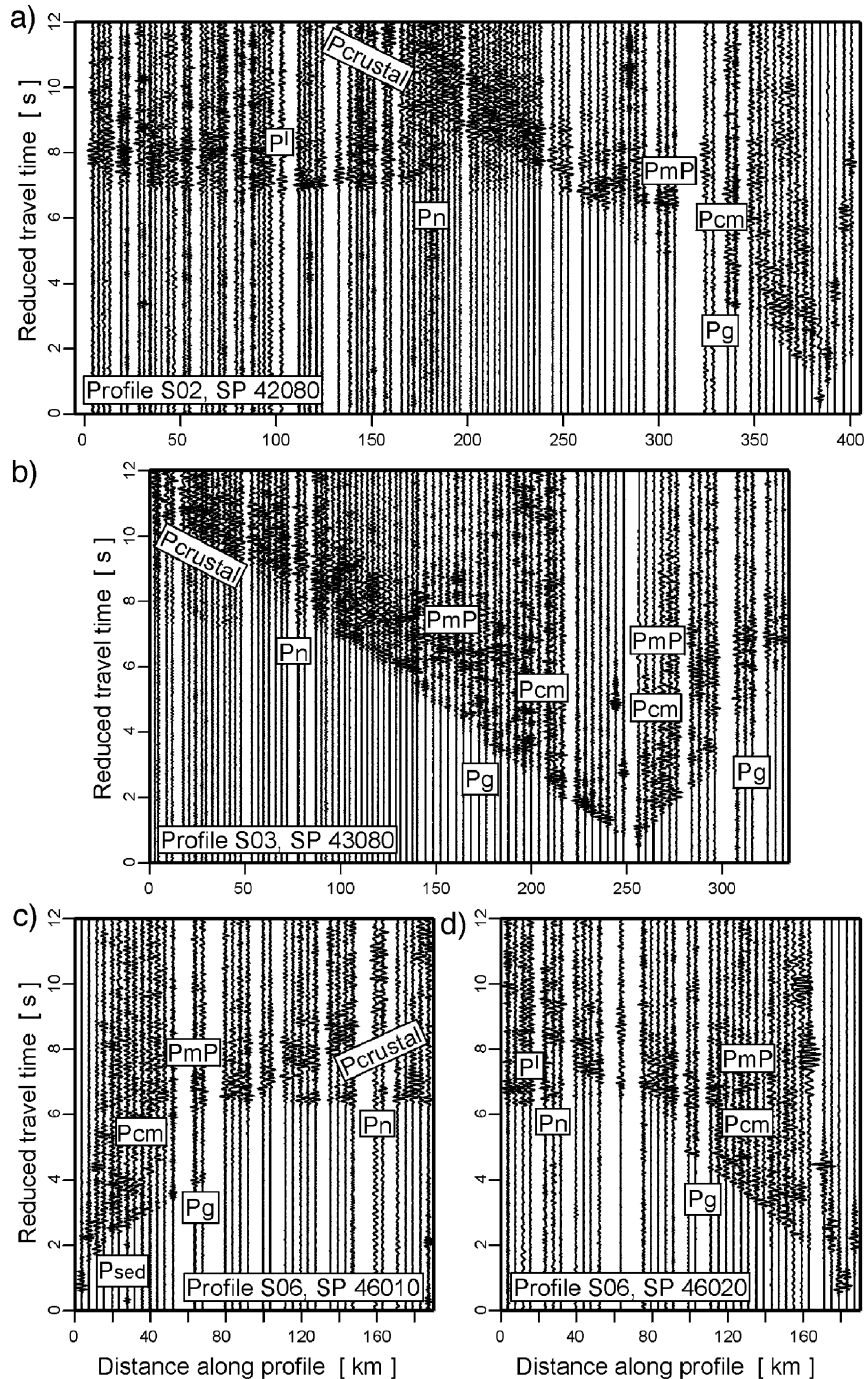 a)
12
10
8
6
4
2
0
Reduced travel time [ s ]
Pcrustal
Pl
PmP
Pn
Pcm
Pg
Profile S02, SP 42080
0 50 100 150 200 250 300 350 400
b)
12
10
8
6
4
2
0
Reduced travel time [ s ]
Pcrustal
PmP
PmP
Pn
Pcm
Pcm
Pg
Pg
Profile S03, SP 43080
0 50 100 150 200 250 300
c)
12
10
8
6
4
2
0
Reduced travel time [ s ]
PmP
Pcrustal
Pcm
Pn
Pg
Psed
Profile S06, SP 46010
0 40 80 120 160
Distance along profile [ km ]
d)
12
10
8
6
4
2
0
Pl
PmP
Pn
Pcm
Pg
Profile S06, SP 46020
0 40 80 120 160
Distance along profile [ km ]